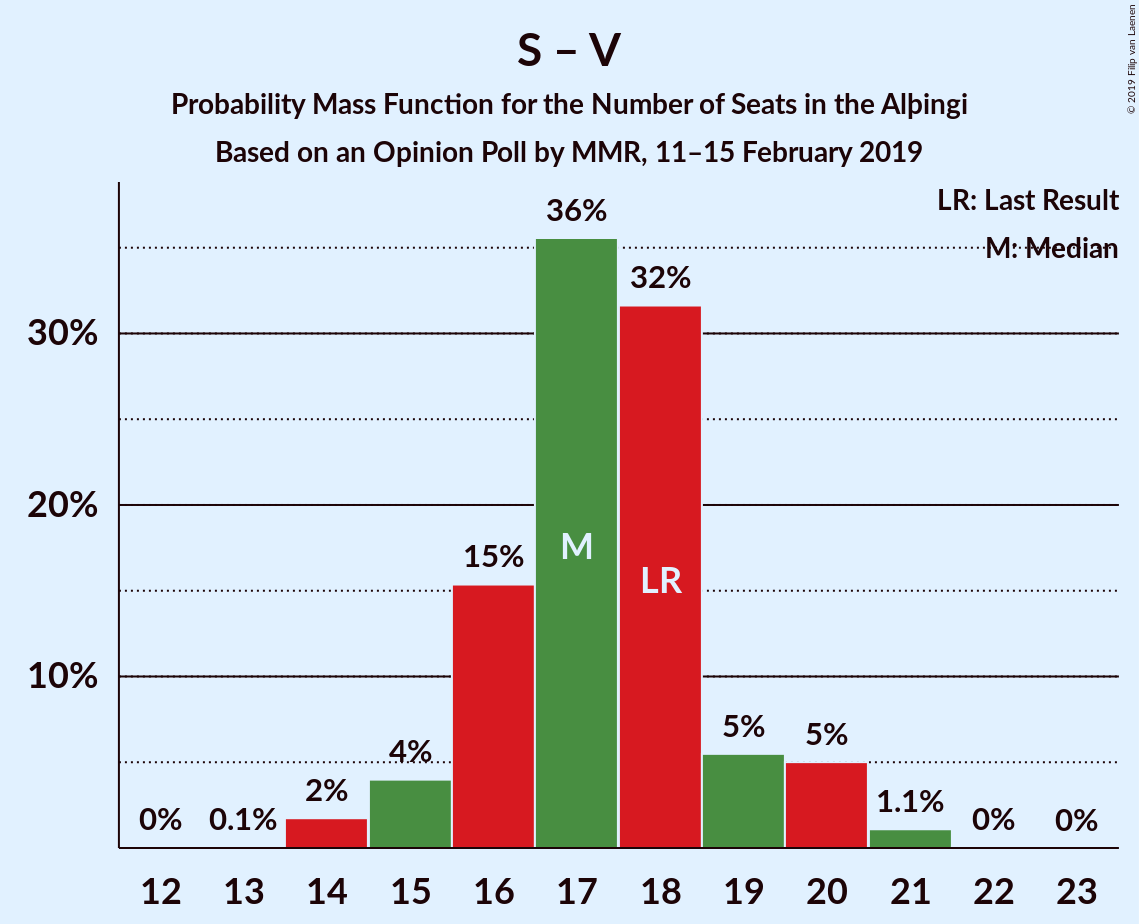 S – V
Probability Mass Function for the Number of Seats in the Alþingi
Based on an Opinion Poll by MMR, 11–15 February 2019
© 2019 Filip van Laenen
LR: Last Result
M: Median
36%
32%
30%
20%
15%
M
LR
10%
5%
5%
4%
2%
1.1%
0%
0.1%
0%
0%
12 13 14 15 16 17 18 19 20 21 22 23